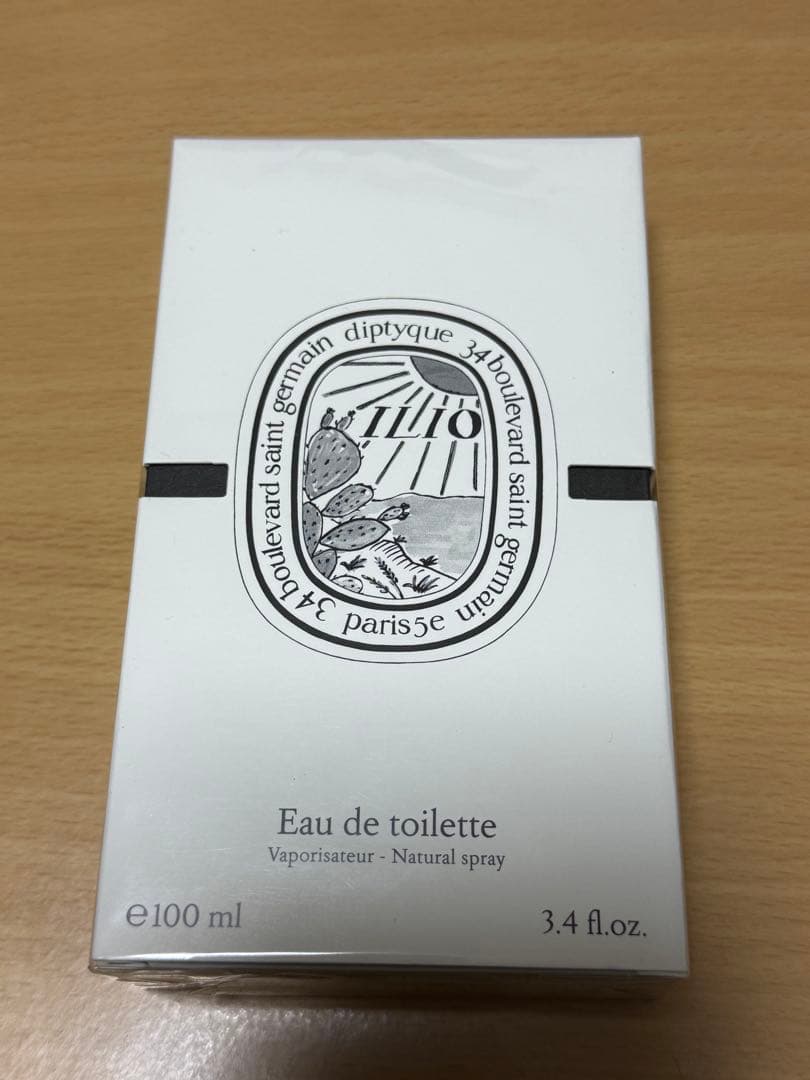 diptyque 34 boulevard saint germain paris 5e 34 boulevard saint germain
ILIO
Eau de toilette
Vaporisateur - Natural spray
e 100 ml
3.4 fl.oz.